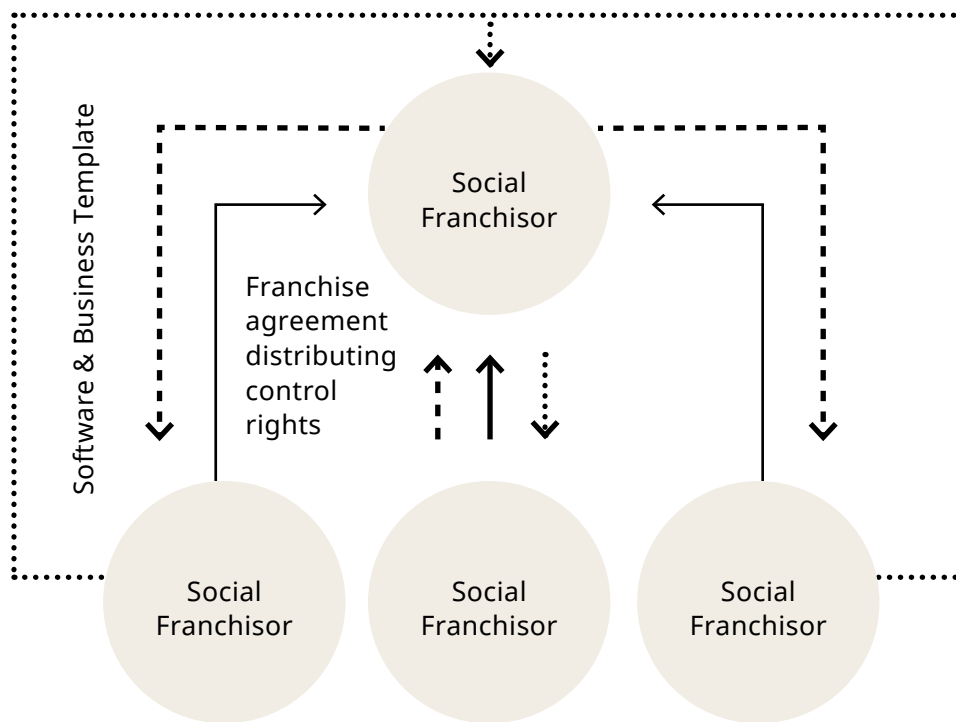 Social
Franchisor
Software & Business Template
Franchise
agreement
distributing
control
rights
Social
Franchisor
Social
Franchisor
Social
Franchisor